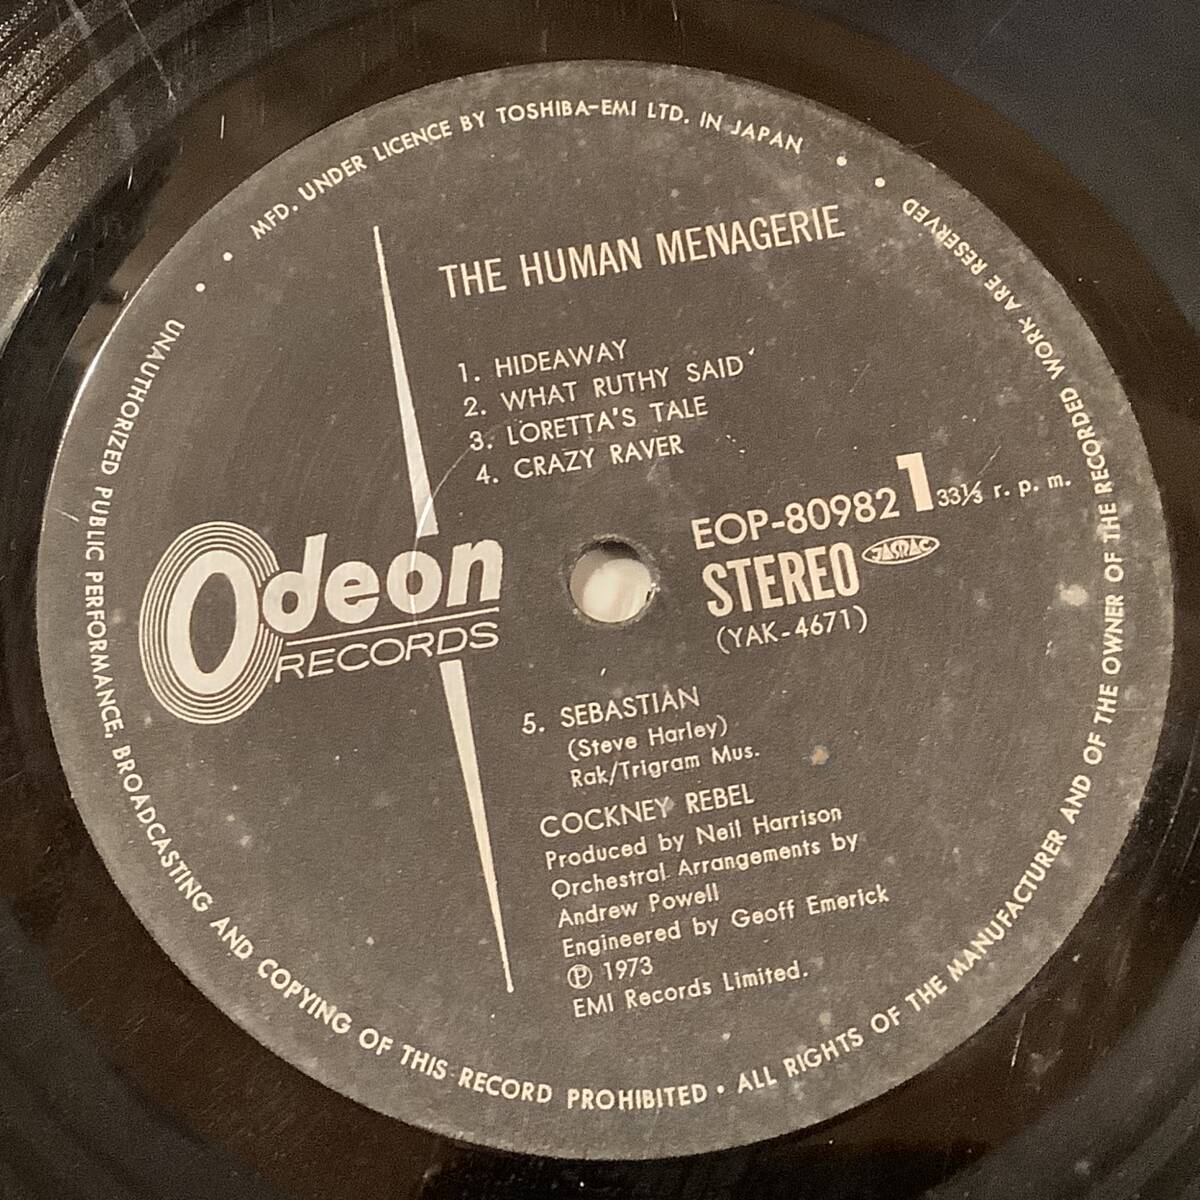 MFD. UNDER LICENCE BY TOSHIBA-EMI LTD. IN JAPAN
UNAUTHORIZED PUBLIC PERFORMANCE, BROADCASTING AND COPYING OF THIS RECORD PROHIBITED • ALL RIGHTS OF THE MANUFACTURER AND OF THE OWNER OF THE RECORDED WORK ARE RESERVED
THE HUMAN MENAGERIE
1. HIDEAWAY
2. WHAT RUTHY SAID
3. LORETTA'S TALE
4. CRAZY RAVER
EOP-80982 1 33⅓ r. p. m.
STEREO JASRAC
(YAK-4671)
Odeon
RECORDS
5. SEBASTIAN
(Steve Harley)
Rak/Trigram Mus.
COCKNEY REBEL
Produced by Neil Harrison
Orchestral Arrangements by
Andrew Powell
Engineered by Geoff Emerick
℗ 1973
EMI Records Limited.